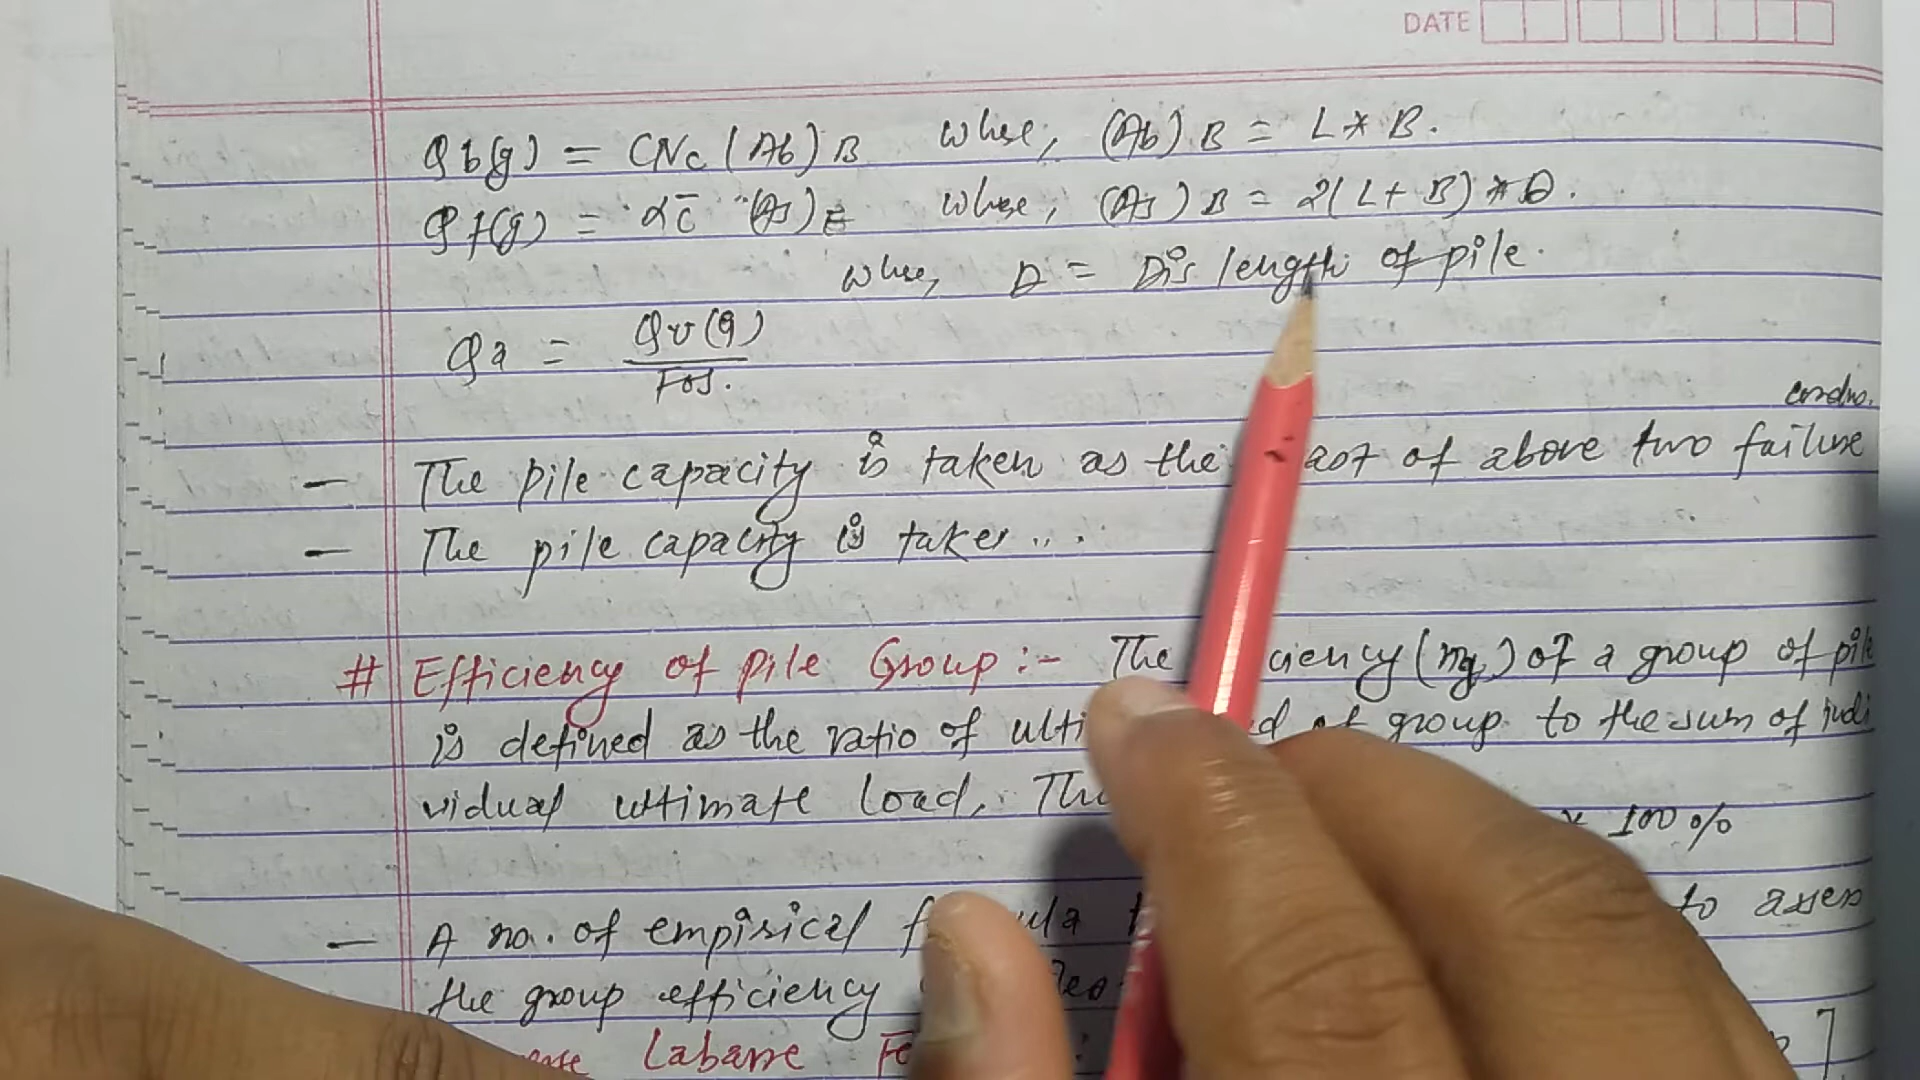 DATE
Qb(g) = CNc (Ab)B where, (Ab)B = L * B.
Qf(g) = αc̄ (As)B where, (As)B = 2(L + B) * D.
where, D = D is length of pile.
Qa = Qu(g) / FOS.
condn.
– The pile capacity is taken as the of above two failure
– The pile capacity is taken ...
# Efficiency of pile Group :- The (ηg) of a group of pile
is defined as the ratio of of group to the sum of indi
vidual ultimate load,
* 100 %
– A no. of empirical to assess
the group efficiency
Labarre